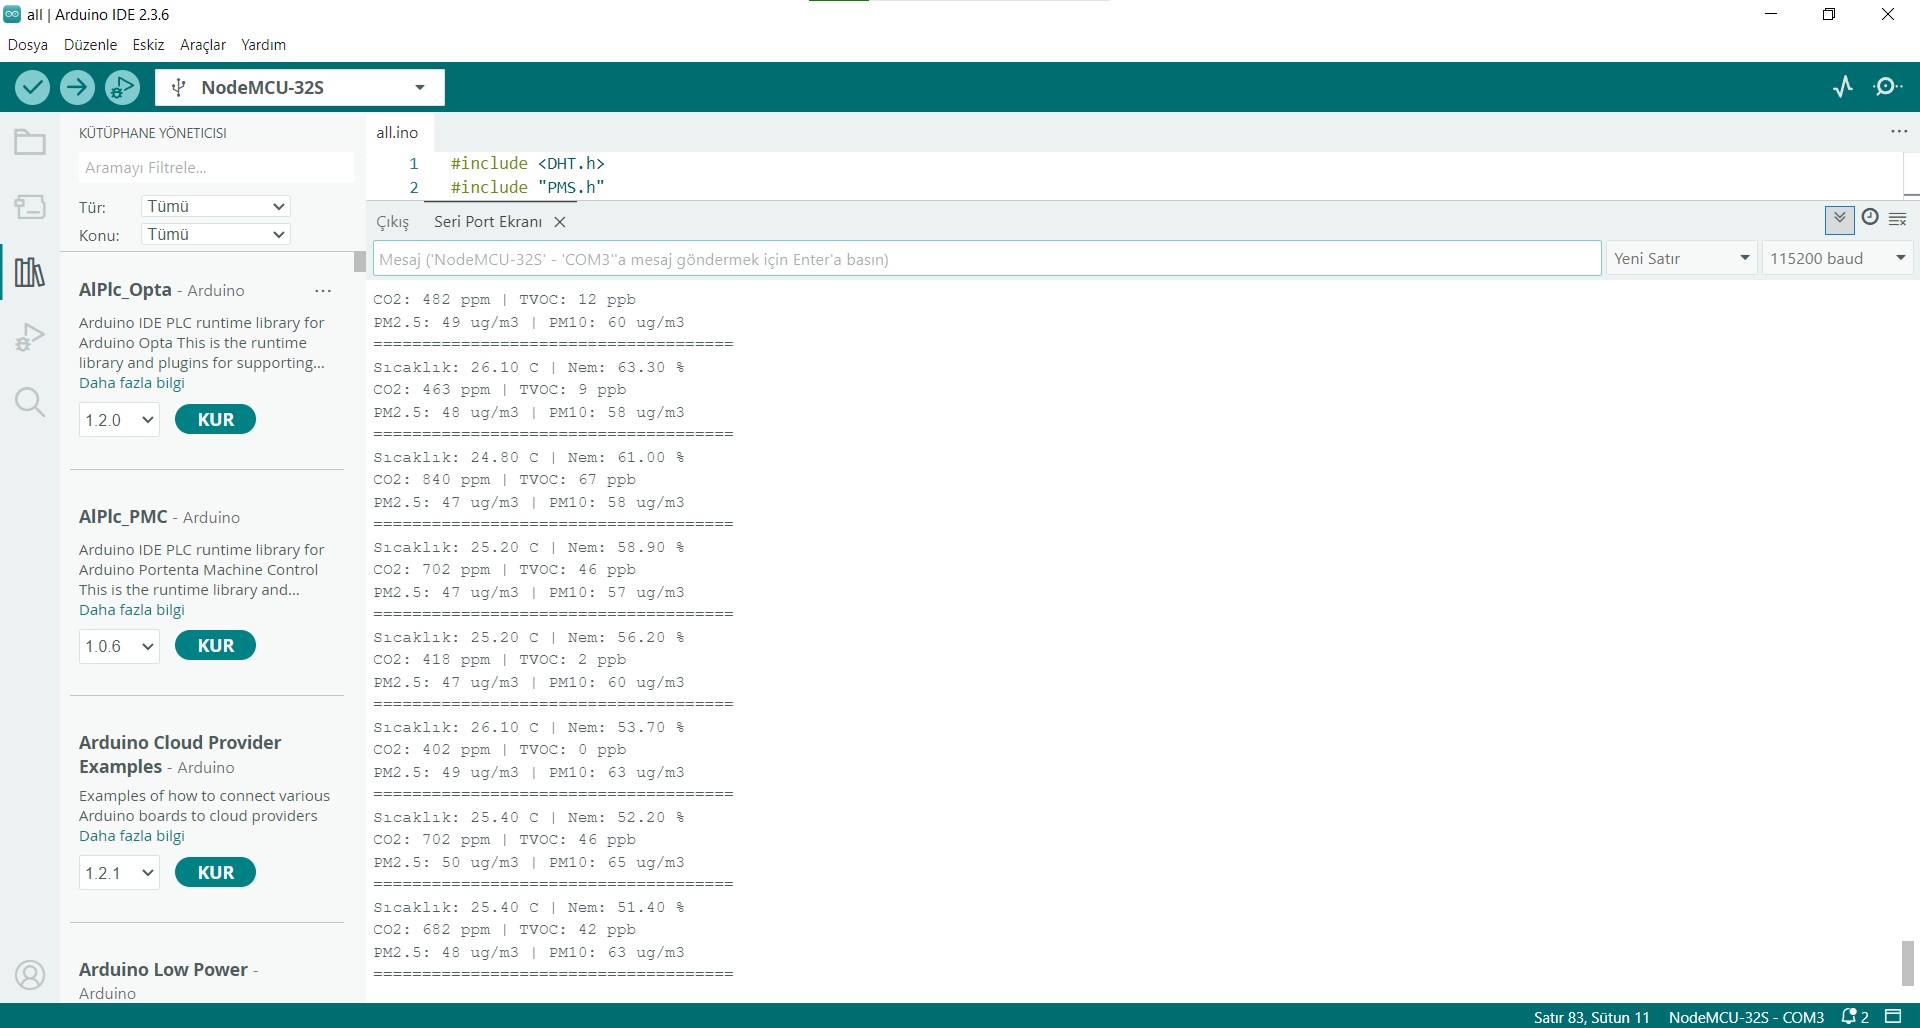 all | Arduino IDE 2.3.6
Dosya Düzenle Eskiz Araçlar Yardım
NodeMCU-32S
KÜTÜPHANE YÖNETICISI
Aramayı Filtrele...
Tür: Tümü
Konu: Tümü
AlPlc_Opta - Arduino ...
Arduino IDE PLC runtime library for
Arduino Opta This is the runtime
library and plugins for supporting...
Daha fazla bilgi
1.2.0 KUR
AlPlc_PMC - Arduino
Arduino IDE PLC runtime library for
Arduino Portenta Machine Control
This is the runtime library and...
Daha fazla bilgi
1.0.6 KUR
Arduino Cloud Provider
Examples - Arduino
Examples of how to connect various
Arduino boards to cloud providers
Daha fazla bilgi
1.2.1 KUR
Arduino Low Power -
Arduino
all.ino
1 #include <DHT.h>
2 #include "PMS.h"
Çıkış Seri Port Ekranı
Mesaj ('NodeMCU-32S' - 'COM3''a mesaj göndermek için Enter'a basın) Yeni Satır 115200 baud
CO2: 482 ppm | TVOC: 12 ppb
PM2.5: 49 ug/m3 | PM10: 60 ug/m3
=====================================
Sıcaklık: 26.10 C | Nem: 63.30 %
CO2: 463 ppm | TVOC: 9 ppb
PM2.5: 48 ug/m3 | PM10: 58 ug/m3
=====================================
Sıcaklık: 24.80 C | Nem: 61.00 %
CO2: 840 ppm | TVOC: 67 ppb
PM2.5: 47 ug/m3 | PM10: 58 ug/m3
=====================================
Sıcaklık: 25.20 C | Nem: 58.90 %
CO2: 702 ppm | TVOC: 46 ppb
PM2.5: 47 ug/m3 | PM10: 57 ug/m3
=====================================
Sıcaklık: 25.20 C | Nem: 56.20 %
CO2: 418 ppm | TVOC: 2 ppb
PM2.5: 47 ug/m3 | PM10: 60 ug/m3
=====================================
Sıcaklık: 26.10 C | Nem: 53.70 %
CO2: 402 ppm | TVOC: 0 ppb
PM2.5: 49 ug/m3 | PM10: 63 ug/m3
=====================================
Sıcaklık: 25.40 C | Nem: 52.20 %
CO2: 702 ppm | TVOC: 46 ppb
PM2.5: 50 ug/m3 | PM10: 65 ug/m3
=====================================
Sıcaklık: 25.40 C | Nem: 51.40 %
CO2: 682 ppm | TVOC: 42 ppb
PM2.5: 48 ug/m3 | PM10: 63 ug/m3
=====================================
Satır 83, Sütun 11 NodeMCU-32S - COM3 2